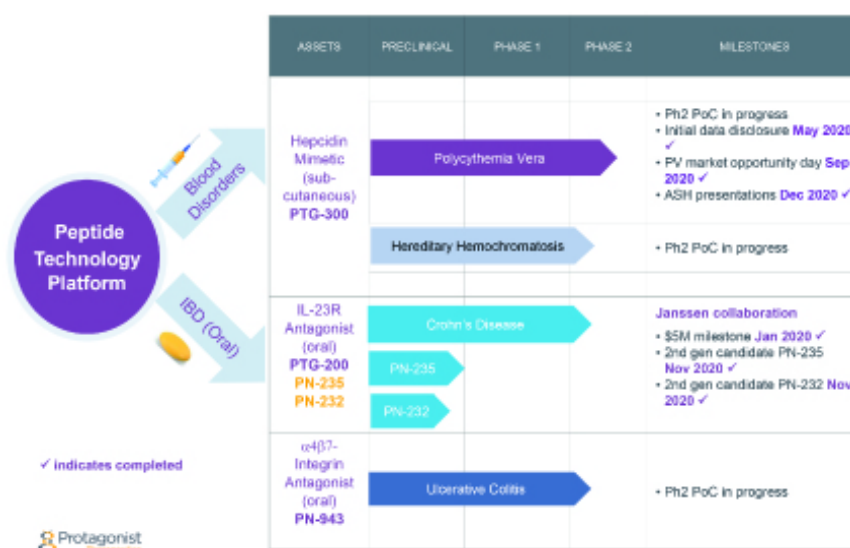 ASSETS PRECLINICAL PHASE 1 PHASE 2 MILESTONES
Blood
Disorders
Peptide
Technology
Platform
IBD (Oral)
Hepcidin
Mimetic
(sub-
cutaneous)
PTG-300
Polycythemia Vera
• Ph2 PoC in progress
• Initial data disclosure May 2020
✓
• PV market opportunity day Sep
2020 ✓
• ASH presentations Dec 2020 ✓
Hereditary Hemochromatosis
• Ph2 PoC in progress
IL-23R
Antagonist
(oral)
PTG-200
PN-235
PN-232
Crohn's Disease
PN-235
PN-232
Janssen collaboration
• $5M milestone Jan 2020 ✓
• 2nd gen candidate PN-235
Nov 2020 ✓
• 2nd gen candidate PN-232 Nov
2020 ✓
α4β7-
Integrin
Antagonist
(oral)
PN-943
Ulcerative Colitis
• Ph2 PoC in progress
✓ indicates completed
Protagonist